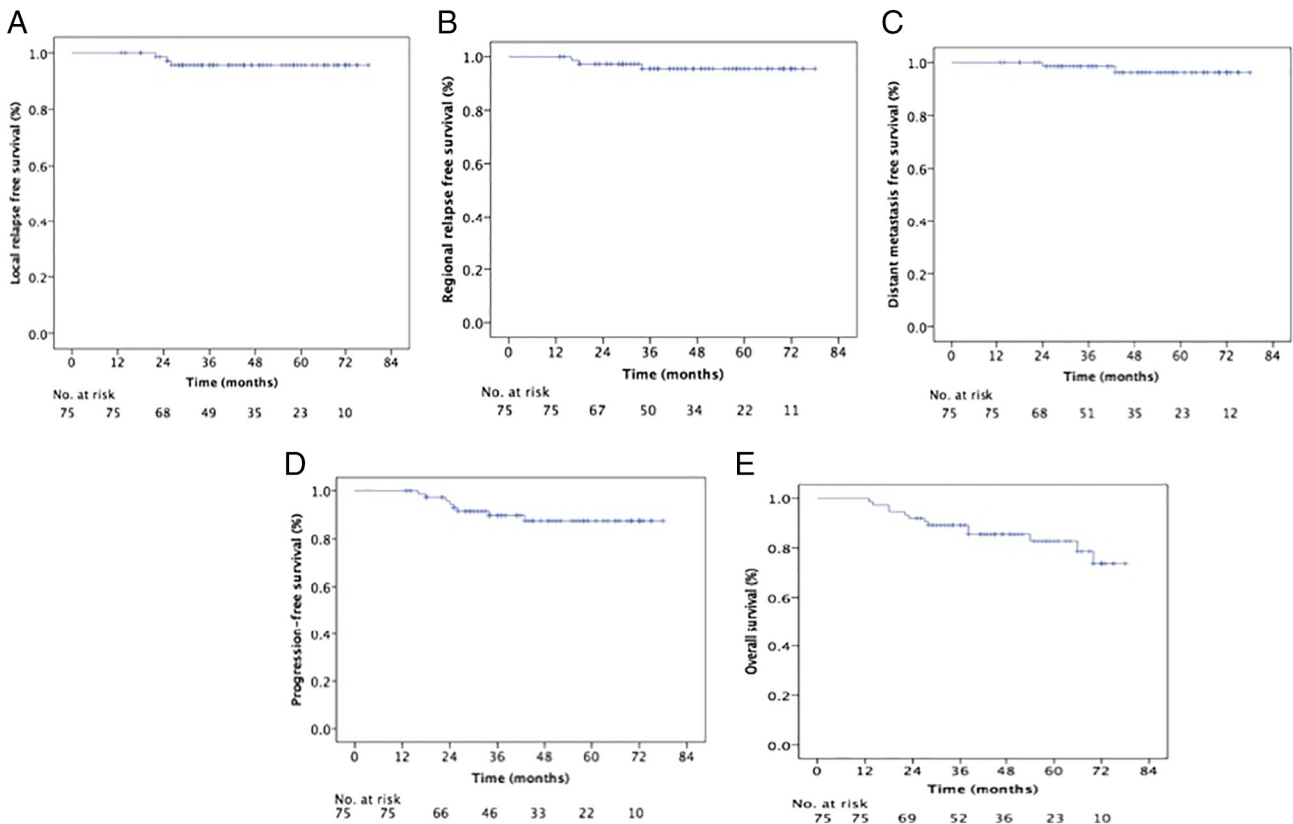 A
Local relapse free survival (%)
1.0
0.8
0.6
0.4
0.2
0.0
0 12 24 36 48 60 72 84
Time (months)
No. at risk
75 75 68 49 35 23 10
B
Regional relapse free survival (%)
1.0
0.8
0.6
0.4
0.2
0.0
0 12 24 36 48 60 72 84
Time (months)
No. at risk
75 75 67 50 34 22 11
C
Distant metastasis free survival (%)
1.0
0.8
0.6
0.4
0.2
0.0
0 12 24 36 48 60 72 84
Time (months)
No. at risk
75 75 68 51 35 23 12
D
Progression-free survival (%)
1.0
0.8
0.6
0.4
0.2
0.0
0 12 24 36 48 60 72 84
Time (months)
No. at risk
75 75 66 46 33 22 10
E
Overall survival (%)
1.0
0.8
0.6
0.4
0.2
0.0
0 12 24 36 48 60 72 84
Time (months)
No. at risk
75 75 69 52 36 23 10